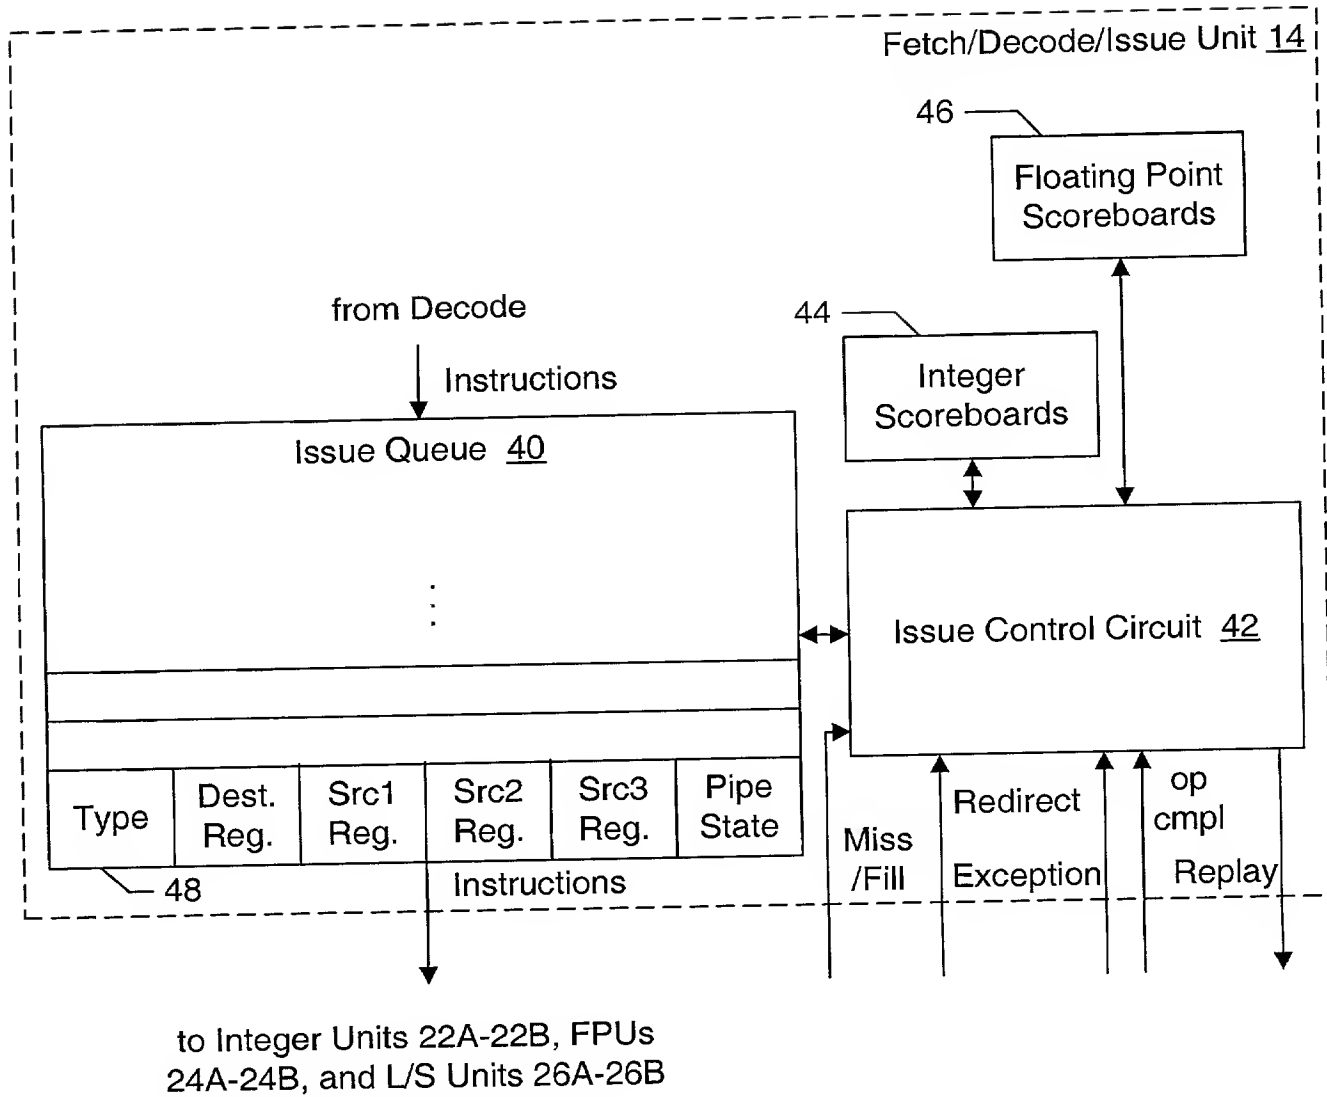 Fetch/Decode/Issue Unit 14
46
Floating Point
Scoreboards
from Decode
44
Instructions
Integer
Scoreboards
Issue Queue 40
Issue Control Circuit 42
Type
Dest.
Reg.
Src1
Reg.
Src2
Reg.
Src3
Reg.
Pipe
State
48
Instructions
Miss
/Fill
Redirect
Exception
op
cmpl
Replay
to Integer Units 22A-22B, FPUs
24A-24B, and L/S Units 26A-26B